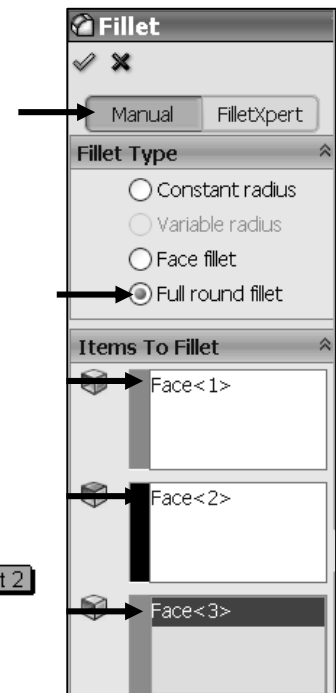 Fillet
Manual FilletXpert
Fillet Type
Constant radius
Variable radius
Face fillet
Full round fillet
Items To Fillet
Face<1>
Face<2>
t 2
Face<3>